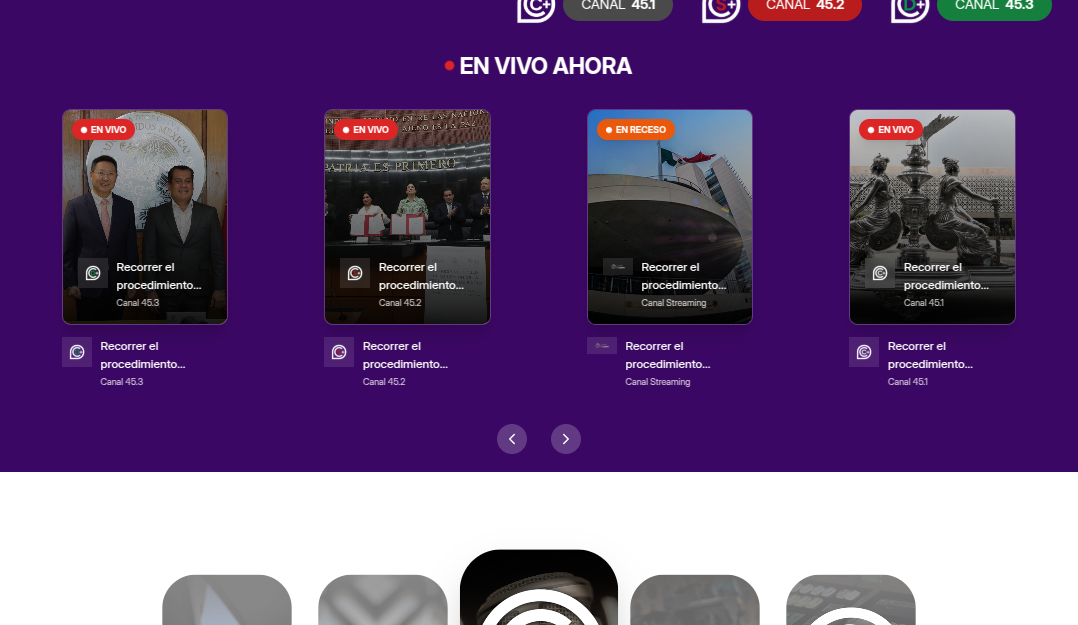 CANAL 45.1
CANAL 45.2
CANAL 45.3
EN VIVO AHORA
EN VIVO
Recorrer el
procedimiento...
Canal 45.3
Recorrer el
procedimiento...
Canal 45.3
EN VIVO
PATRIA ES PRIMERO
Recorrer el
procedimiento...
Canal 45.2
Recorrer el
procedimiento...
Canal 45.2
EN RECESO
Recorrer el
procedimiento...
Canal Streaming
Recorrer el
procedimiento...
Canal Streaming
EN VIVO
Recorrer el
procedimiento...
Canal 45.1
Recorrer el
procedimiento...
Canal 45.1